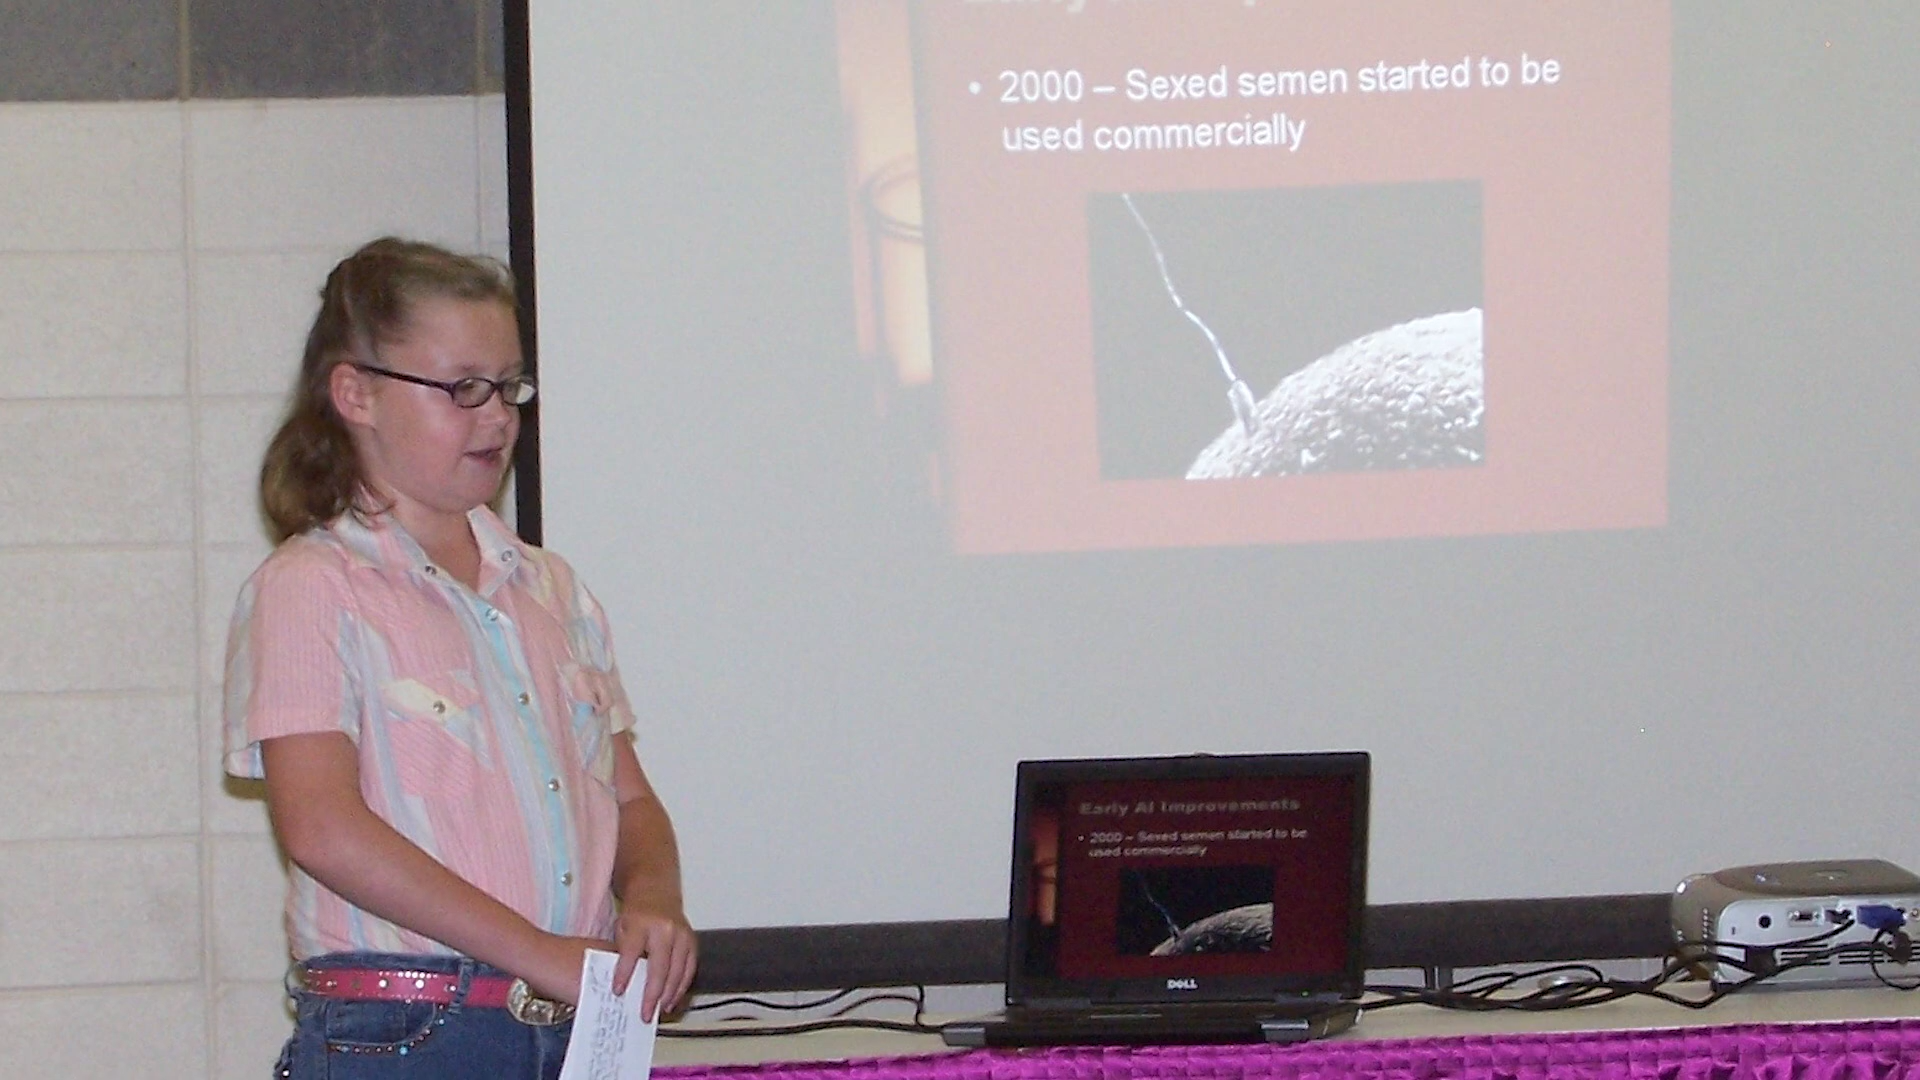 • 2000 – Sexed semen started to be
used commercially
Early AI Improvements
• 2000 – Sexed semen started to be
used commercially
DELL